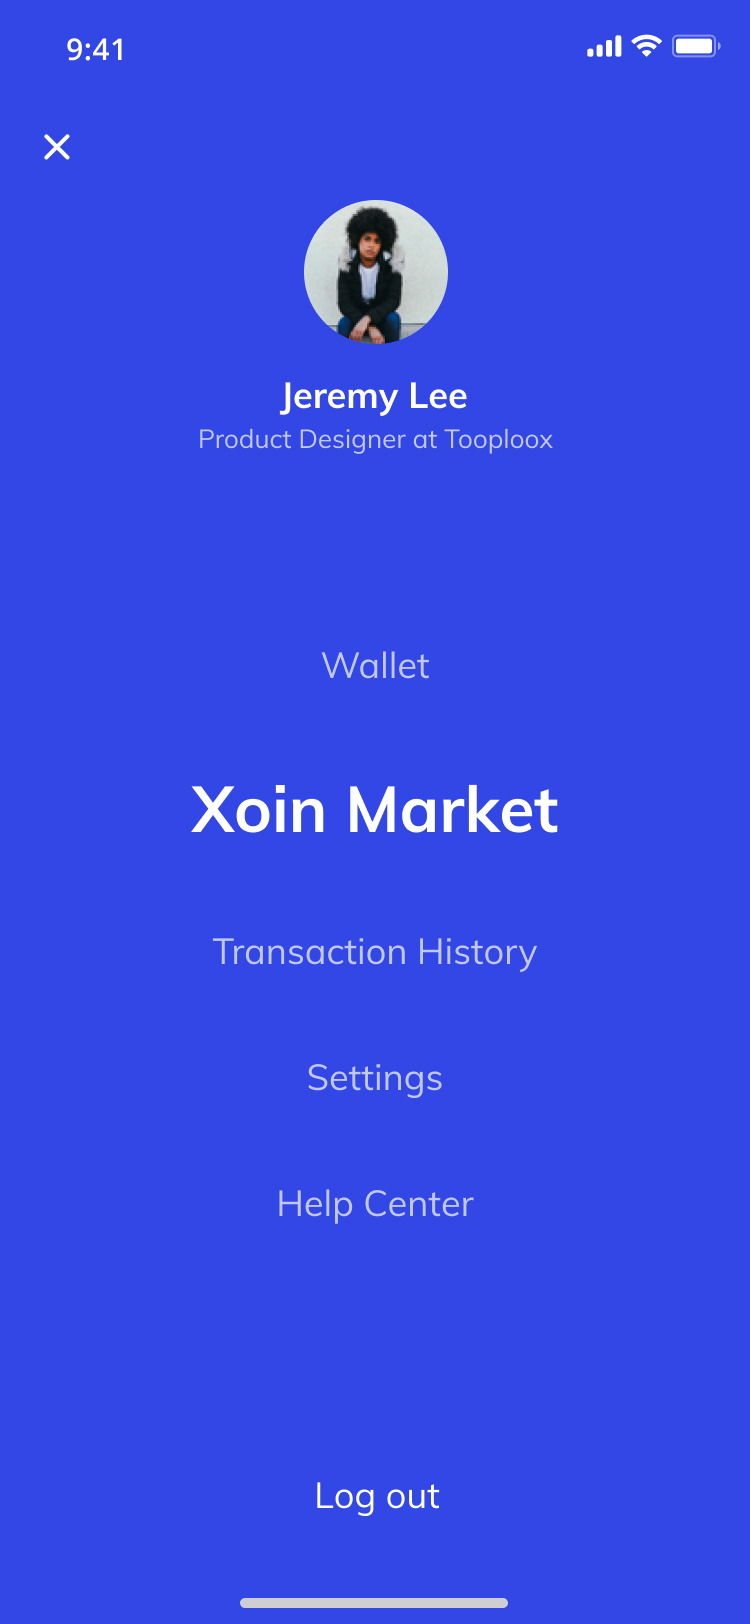 9:41
Jeremy Lee
Product Designer at Tooploox
Wallet
Xoin Market
Transaction History
Settings
Help Center
Log out